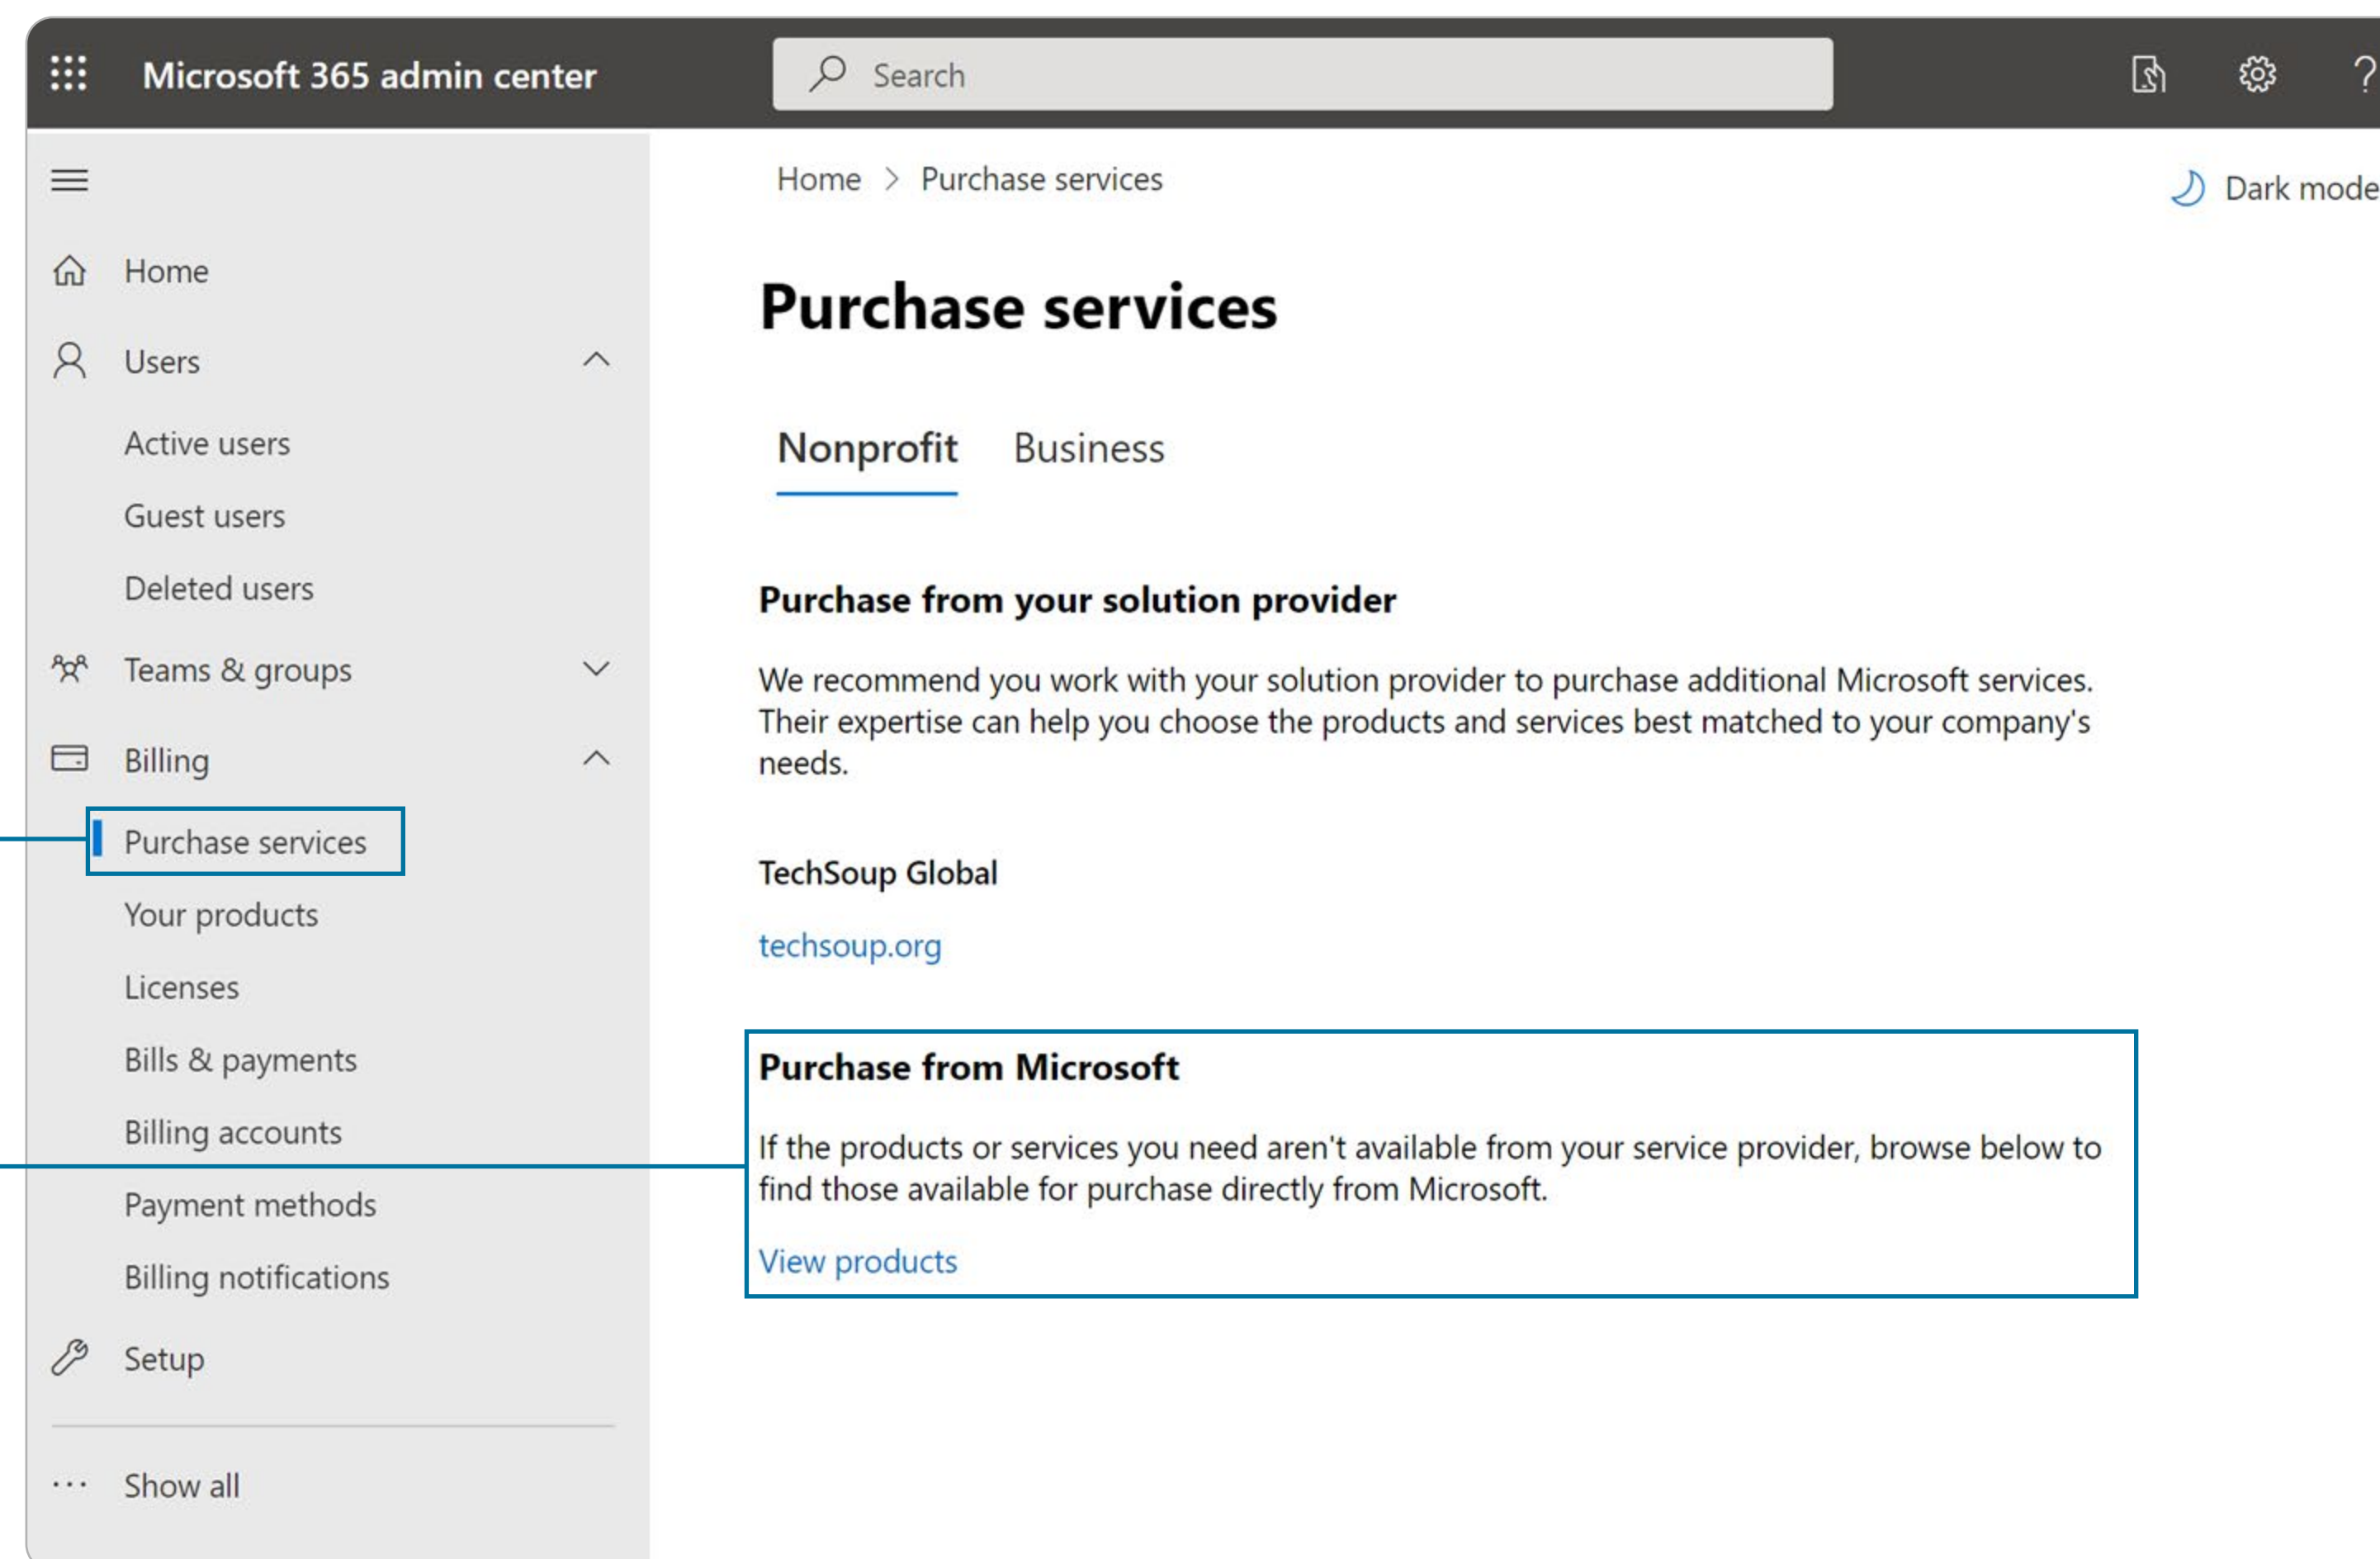 Microsoft 365 admin center
Search
?
Home > Purchase services
Dark mode
Home
Users
Active users
Guest users
Deleted users
Teams & groups
Billing
Purchase services
Your products
Licenses
Bills & payments
Billing accounts
Payment methods
Billing notifications
Setup
Show all
Purchase services
Nonprofit Business
Purchase from your solution provider
We recommend you work with your solution provider to purchase additional Microsoft services.
Their expertise can help you choose the products and services best matched to your company's
needs.
TechSoup Global
techsoup.org
Purchase from Microsoft
If the products or services you need aren't available from your service provider, browse below to
find those available for purchase directly from Microsoft.
View products